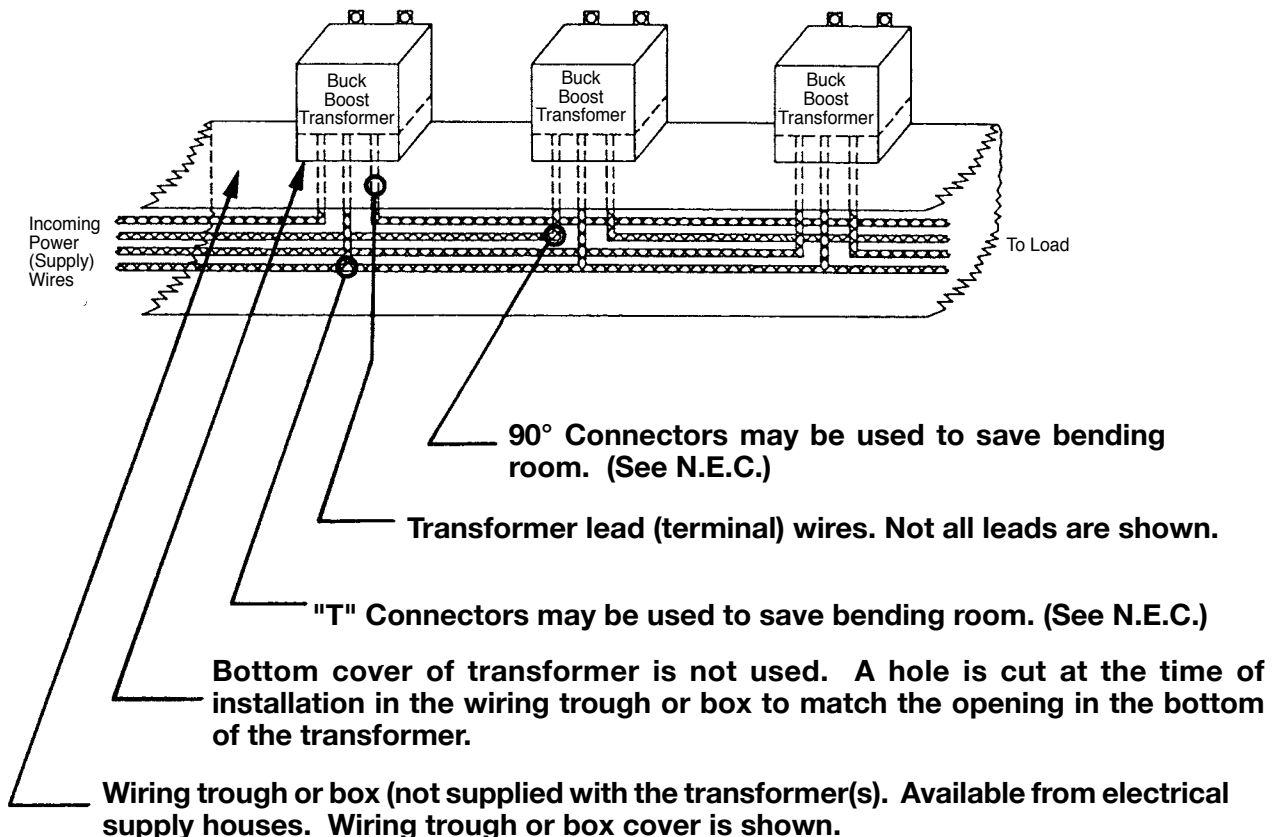 Buck
Boost
Transformer
Buck
Boost
Transfomer
Buck
Boost
Transformer
Incoming
Power
(Supply)
Wires
To Load
90° Connectors may be used to save bending
room. (See N.E.C.)
Transformer lead (terminal) wires. Not all leads are shown.
"T" Connectors may be used to save bending room. (See N.E.C.)
Bottom cover of transformer is not used. A hole is cut at the time of
installation in the wiring trough or box to match the opening in the bottom
of the transformer.
Wiring trough or box (not supplied with the transformer(s). Available from electrical
supply houses. Wiring trough or box cover is shown.